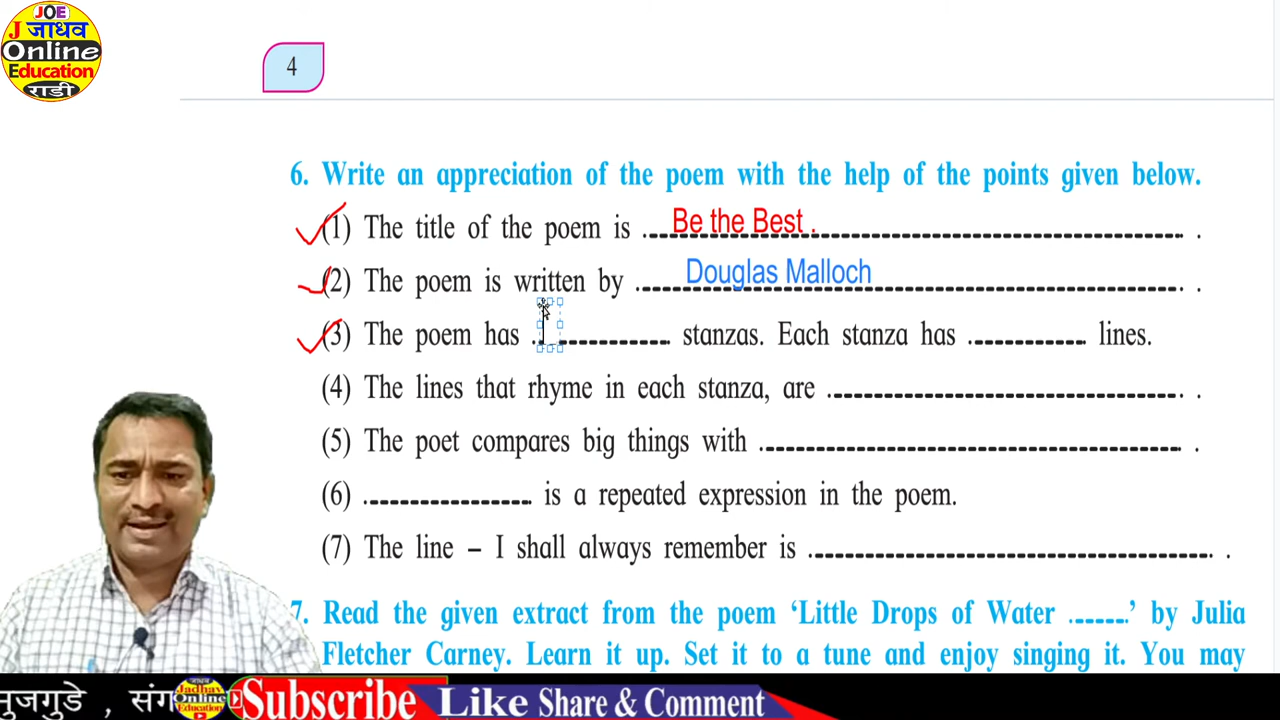 JOE
J जाधव
Online
Education
राडी
4
6. Write an appreciation of the poem with the help of the points given below.
(1) The title of the poem is Be the Best .
(2) The poem is written by Douglas Malloch .
(3) The poem has .............. stanzas. Each stanza has .............. lines.
(4) The lines that rhyme in each stanza, are .............. .
(5) The poet compares big things with .............. .
(6) .............. is a repeated expression in the poem.
(7) The line – I shall always remember is .............. .
7. Read the given extract from the poem ‘Little Drops of Water ......’ by Julia
Fletcher Carney. Learn it up. Set it to a tune and enjoy singing it. You may
मुजगुडे , संग
जाधव
Jadhav
Online
Education
Subscribe Like Share & Comment